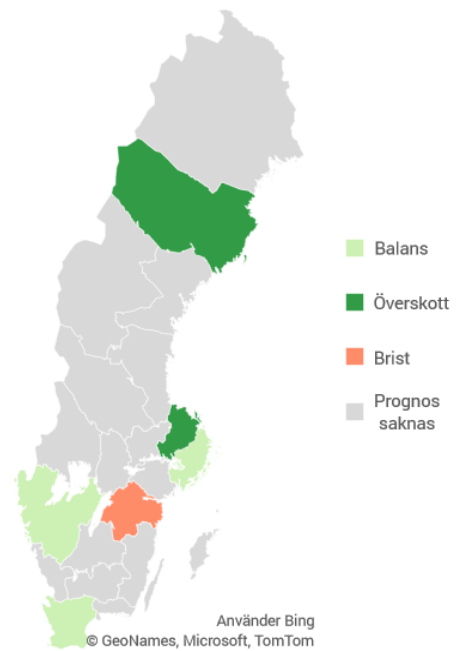 Balans
Överskott
Brist
Prognos
saknas
Använder Bing
© GeoNames, Microsoft, TomTom